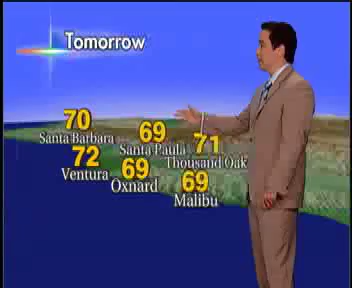 Tomorrow
70
Santa Barbara
69
Santa Paula
71
Thousand Oak
72
Ventura
69
Oxnard
69
Malibu